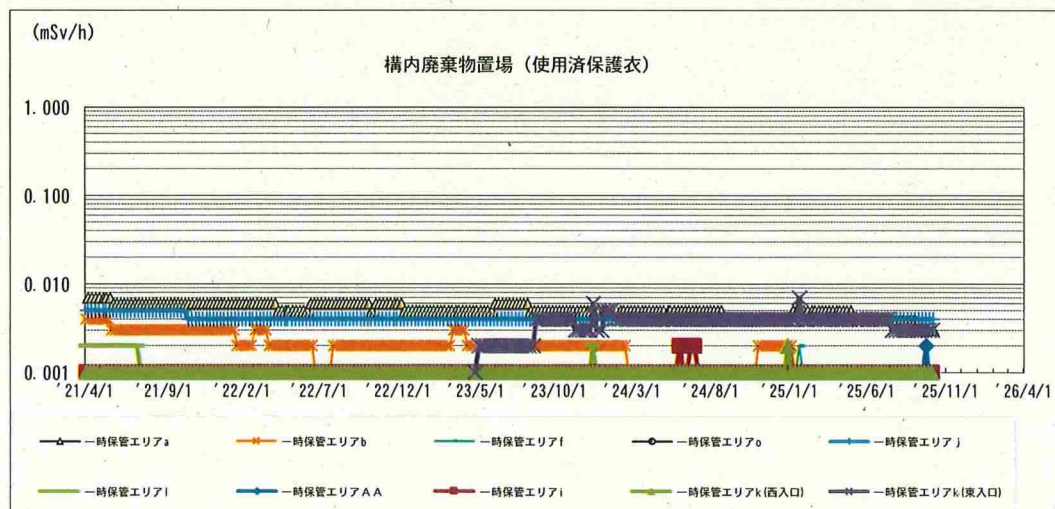 (mSv/h)
構内廃棄物置場（使用済保護衣）
1.000
0.100
0.010
0.001
21/4/1 21/9/1 22/2/1 22/7/1 22/12/1 23/5/1 23/10/1 24/3/1 24/8/1 25/1/1 25/6/1 25/11/1 26/4/1
一時保管エリアa 一時保管エリアb 一時保管エリアf 一時保管エリアo 一時保管エリアj
一時保管エリアl 一時保管エリアAA 一時保管エリアi 一時保管エリアk(西入口) 一時保管エリアk(東入口)